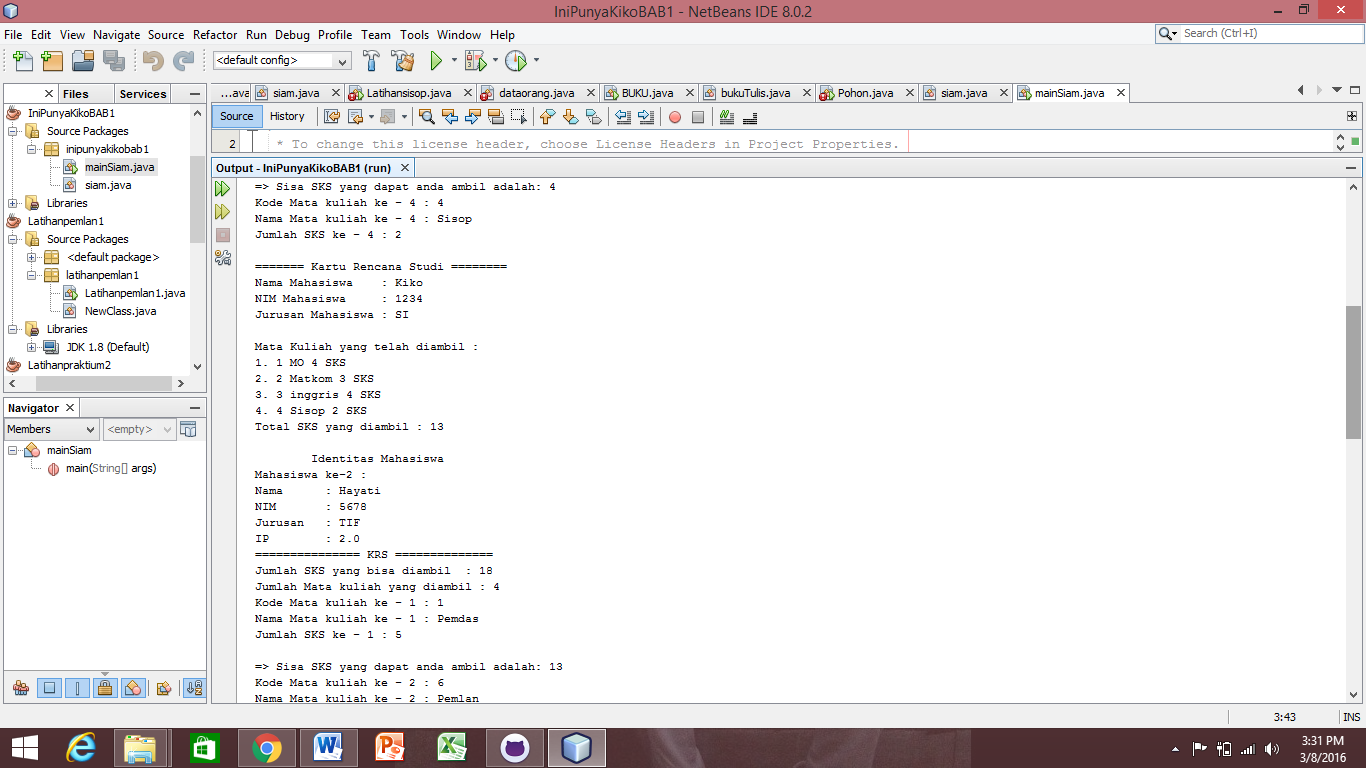 IniPunyaKikoBAB1 - NetBeans IDE 8.0.2
File Edit View Navigate Source Refactor Run Debug Profile Team Tools Window Help
Search (Ctrl+I)
<default config>
Files Services
IniPunyaKikoBAB1
Source Packages
inipunyakikobab1
mainSiam.java
siam.java
Libraries
Latihanpemlan1
Source Packages
<default package>
latihanpemlan1
Latihanpemlan1.java
NewClass.java
Libraries
JDK 1.8 (Default)
Latihanpraktium2
Navigator
Members <empty>
mainSiam
main(String[] args)
...ava siam.java Latihansisop.java dataorang.java BUKU.java bukuTulis.java Pohon.java siam.java mainSiam.java
Source History
2 * To change this license header, choose License Headers in Project Properties.
Output - IniPunyaKikoBAB1 (run)
=> Sisa SKS yang dapat anda ambil adalah: 4
Kode Mata kuliah ke - 4 : 4
Nama Mata kuliah ke - 4 : Sisop
Jumlah SKS ke - 4 : 2
======= Kartu Rencana Studi ========
Nama Mahasiswa : Kiko
NIM Mahasiswa : 1234
Jurusan Mahasiswa : SI
Mata Kuliah yang telah diambil :
1. 1 MO 4 SKS
2. 2 Matkom 3 SKS
3. 3 inggris 4 SKS
4. 4 Sisop 2 SKS
Total SKS yang diambil : 13
Identitas Mahasiswa
Mahasiswa ke-2 :
Nama : Hayati
NIM : 5678
Jurusan : TIF
IP : 2.0
=============== KRS ==============
Jumlah SKS yang bisa diambil : 18
Jumlah Mata kuliah yang diambil : 4
Kode Mata kuliah ke - 1 : 1
Nama Mata kuliah ke - 1 : Pemdas
Jumlah SKS ke - 1 : 5
=> Sisa SKS yang dapat anda ambil adalah: 13
Kode Mata kuliah ke - 2 : 6
Nama Mata kuliah ke - 2 : Pemlan
3:43 INS
3:31 PM
3/8/2016